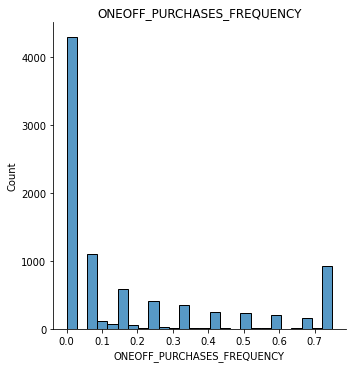 ONEOFF_PURCHASES_FREQUENCY
4000
3000
2000
1000
0
Count
0.0 0.1 0.2 0.3 0.4 0.5 0.6 0.7
ONEOFF_PURCHASES_FREQUENCY